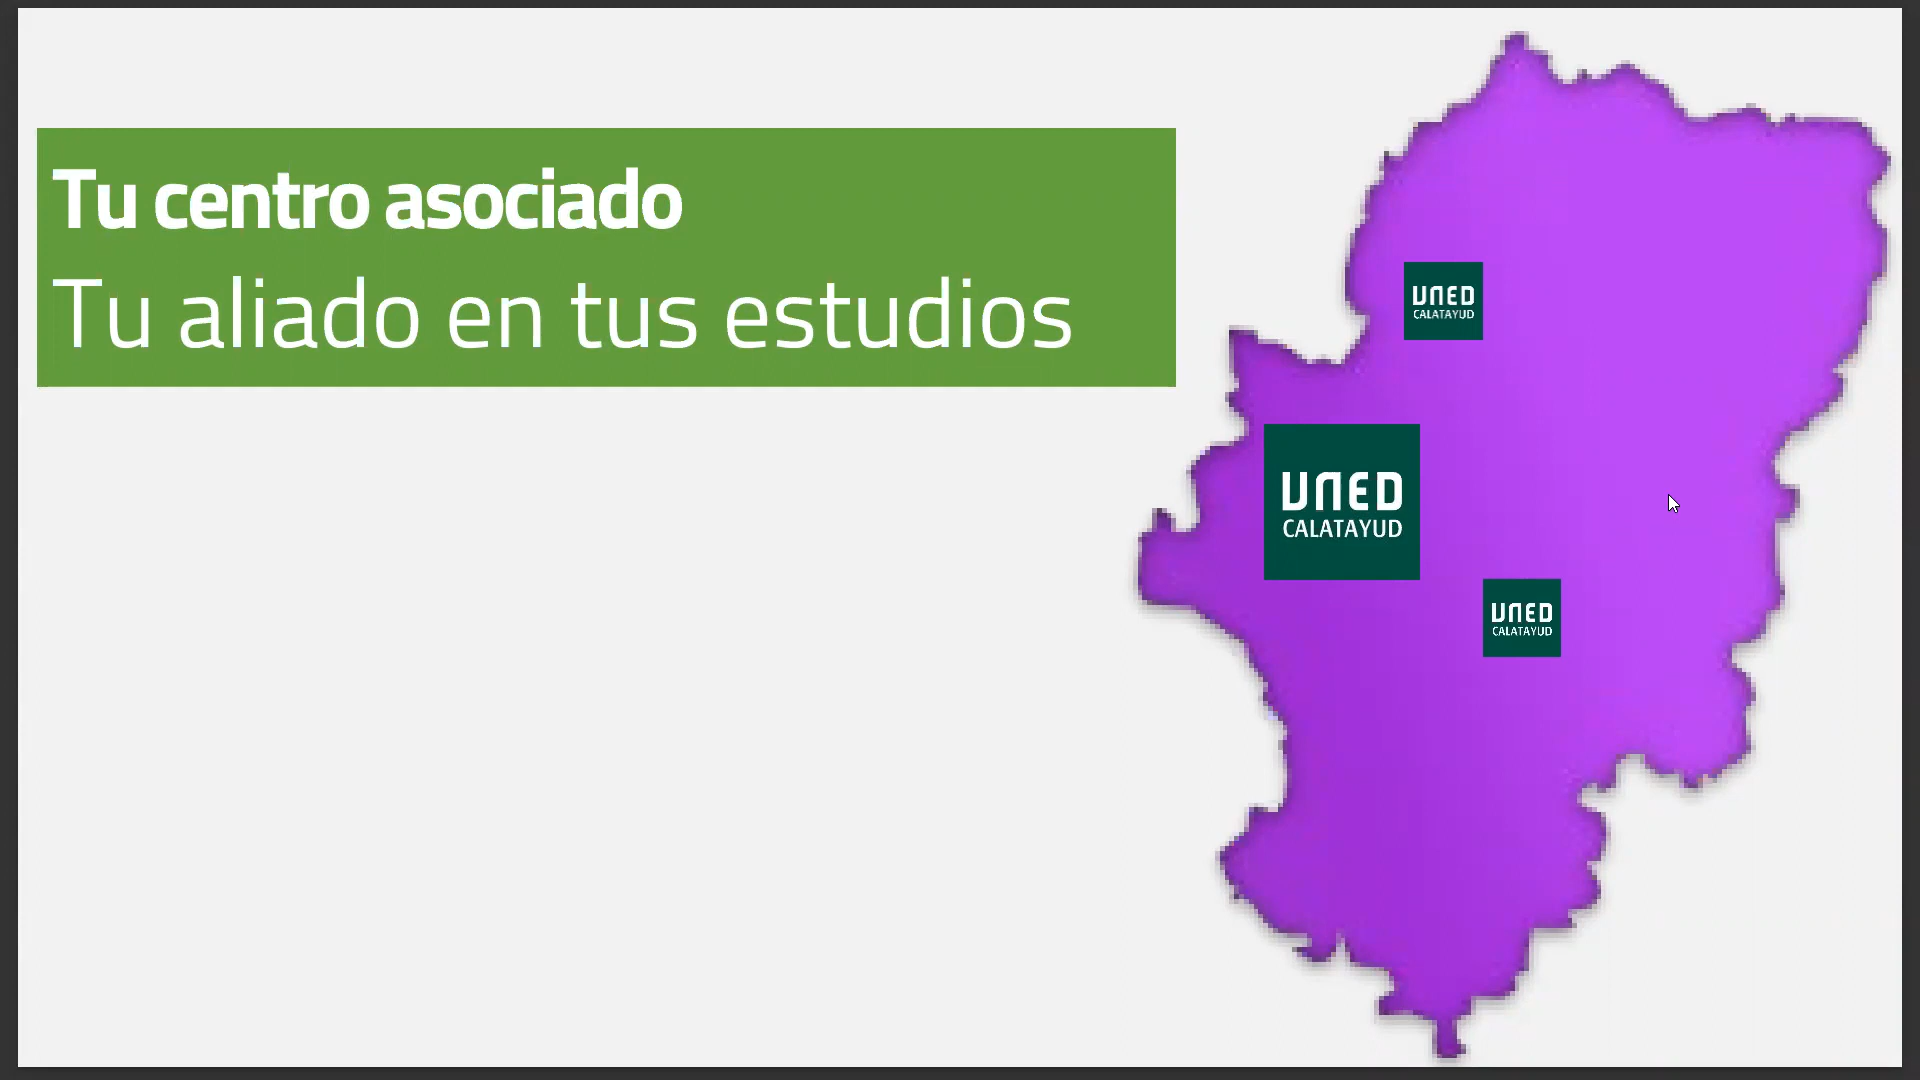 Tu centro asociado
Tu aliado en tus estudios
UNED
CALATAYUD
UNED
CALATAYUD
UNED
CALATAYUD